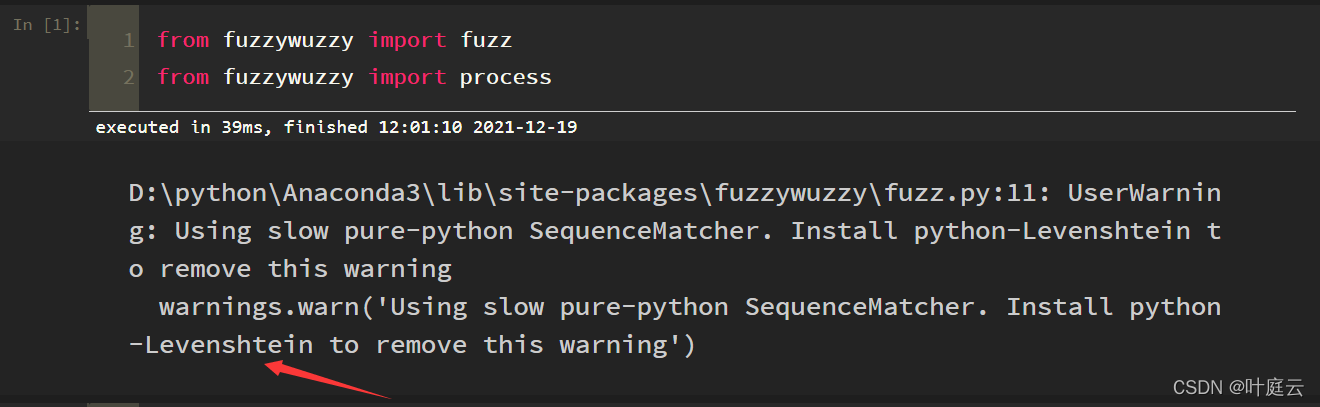 In [1]:
1 from fuzzywuzzy import fuzz
2 from fuzzywuzzy import process
executed in 39ms, finished 12:01:10 2021-12-19
D:\python\Anaconda3\lib\site-packages\fuzzywuzzy\fuzz.py:11: UserWarnin
g: Using slow pure-python SequenceMatcher. Install python-Levenshtein t
o remove this warning
  warnings.warn('Using slow pure-python SequenceMatcher. Install python
-Levenshtein to remove this warning')
CSDN @叶庭云